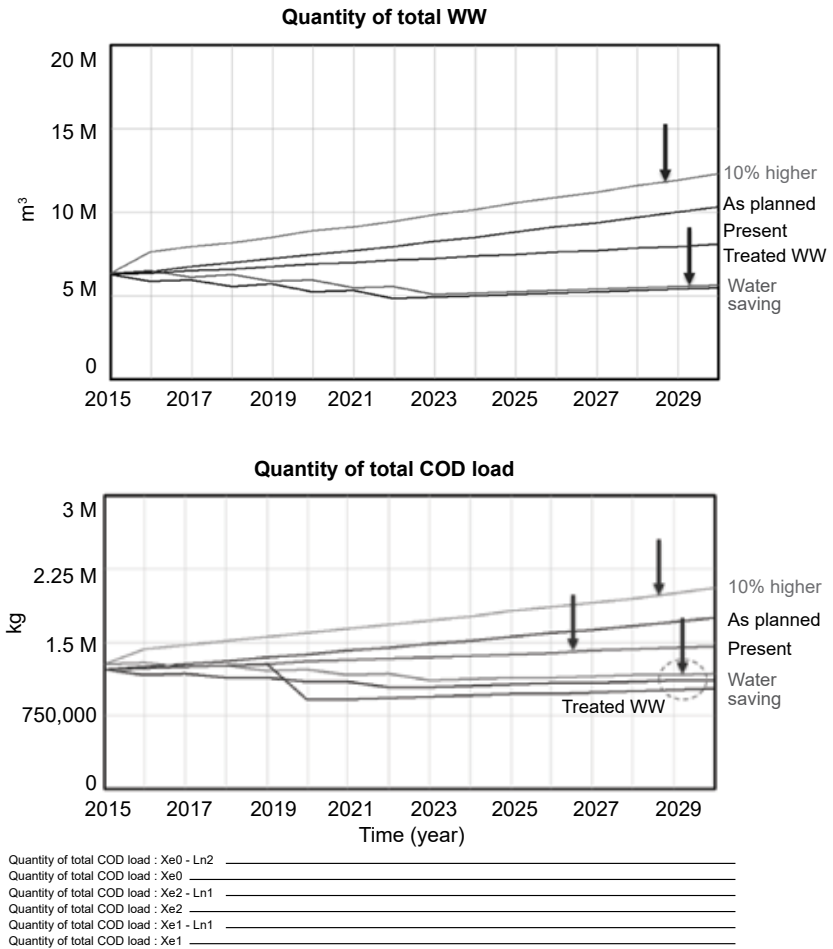 Quantity of total WW
20 M
15 M
10 M
5 M
0
m³
10% higher
As planned
Present
Treated WW
Water
saving
2015 2017 2019 2021 2023 2025 2027 2029
Quantity of total COD load
3 M
2.25 M
1.5 M
750,000
0
kg
10% higher
As planned
Present
Water
saving
Treated WW
2015 2017 2019 2021 2023 2025 2027 2029
Time (year)
Quantity of total COD load : Xe0 - Ln2
Quantity of total COD load : Xe0
Quantity of total COD load : Xe2 - Ln1
Quantity of total COD load : Xe2
Quantity of total COD load : Xe1 - Ln1
Quantity of total COD load : Xe1